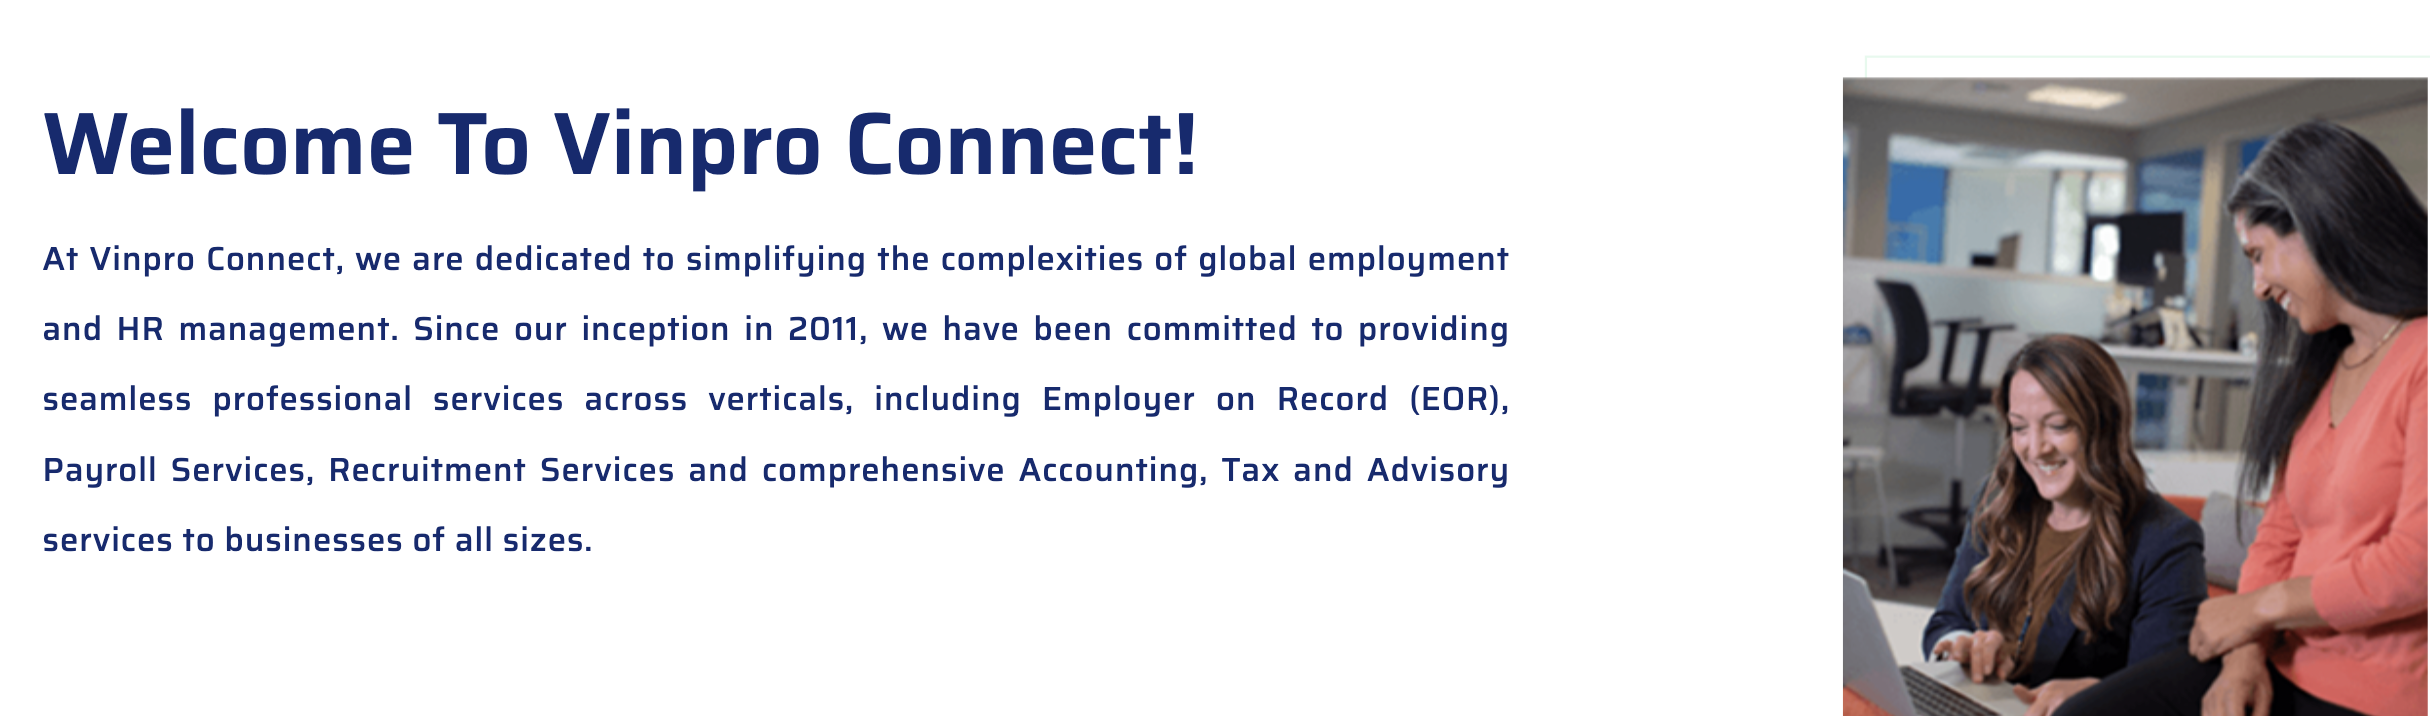 Welcome To Vinpro Connect!
At Vinpro Connect, we are dedicated to simplifying the complexities of global employment
and HR management. Since our inception in 2011, we have been committed to providing
seamless professional services across verticals, including Employer on Record (EOR),
Payroll Services, Recruitment Services and comprehensive Accounting, Tax and Advisory
services to businesses of all sizes.